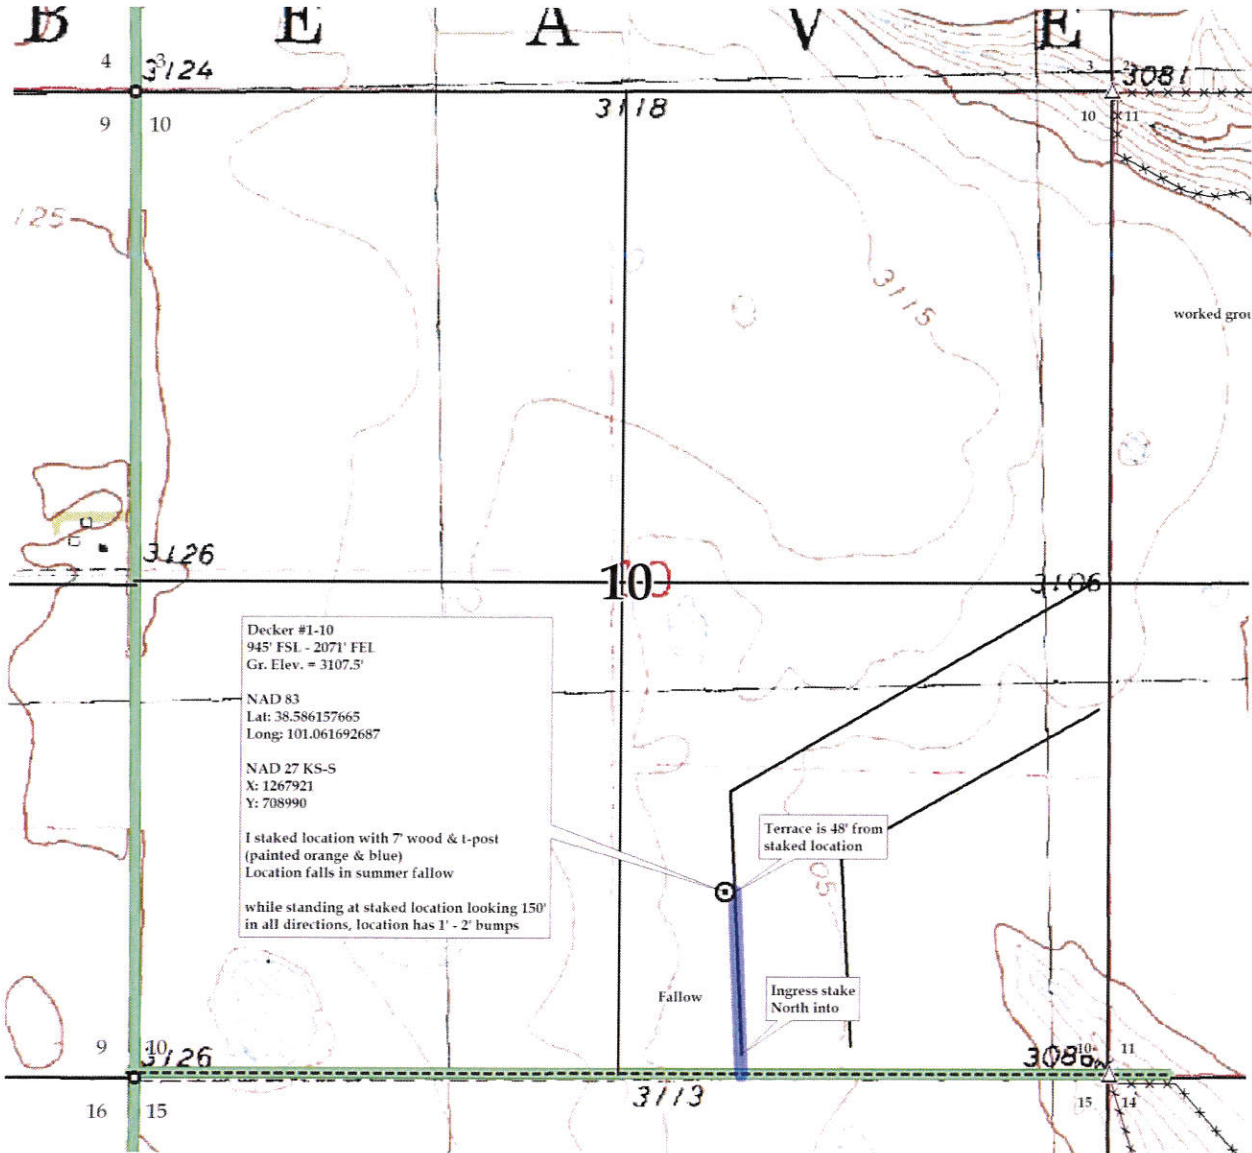 B E A V E
4 3
3124
3 2
3081
3118
9 10
10 11
125
3115
worked grou
3126
10
3106
Decker #1-10
945' FSL - 2071' FEL
Gr. Elev. = 3107.5'
NAD 83
Lat: 38.586157665
Long: 101.061692687
NAD 27 KS-S
X: 1267921
Y: 708990
I staked location with 7' wood & t-post
(painted orange & blue)
Location falls in summer fallow
while standing at staked location looking 150'
in all directions, location has 1' - 2' bumps
Terrace is 48' from
staked location
05
Fallow
Ingress stake
North into
9 10
3126
10 11
3113
16 15
15 14